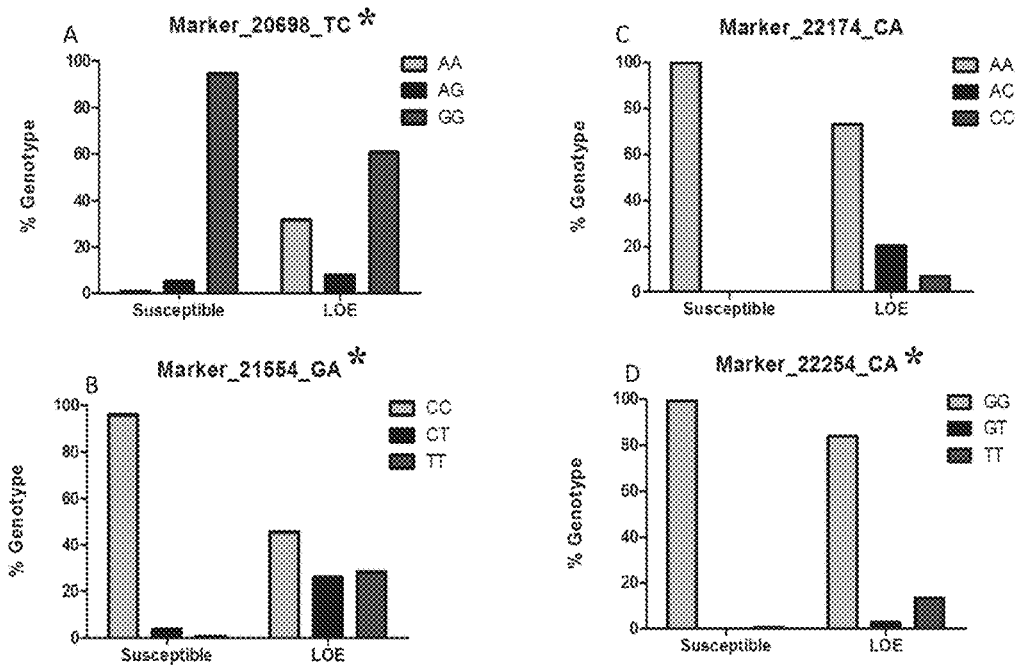 A
Marker_20698_TC *
% Genotype
100
80
60
40
20
0
Susceptible
LOE
AA
AG
GG
C
Marker_22174_CA
% Genotype
100
80
60
40
20
0
Susceptible
LOE
AA
AC
CC
B
Marker_21554_GA *
% Genotype
100
80
60
40
20
0
Susceptible
LOE
CC
CT
TT
D
Marker_22254_CA *
% Genotype
100
80
60
40
20
0
Susceptible
LOE
GG
GT
TT